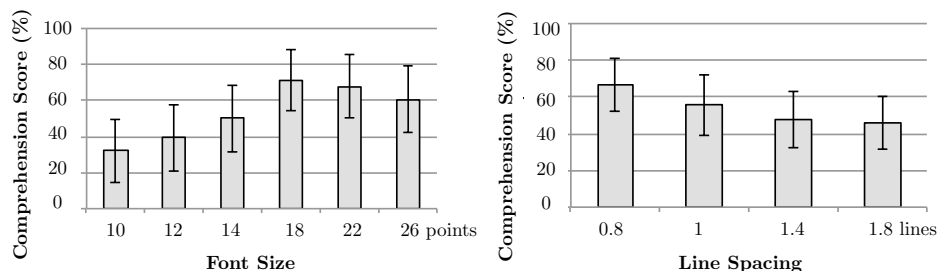 Comprehension Score (%)
100
80
60
40
20
0
10 12 14 18 22 26 points
Font Size
Comprehension Score (%)
100
80
60
40
20
0
0.8 1 1.4 1.8 lines
Line Spacing